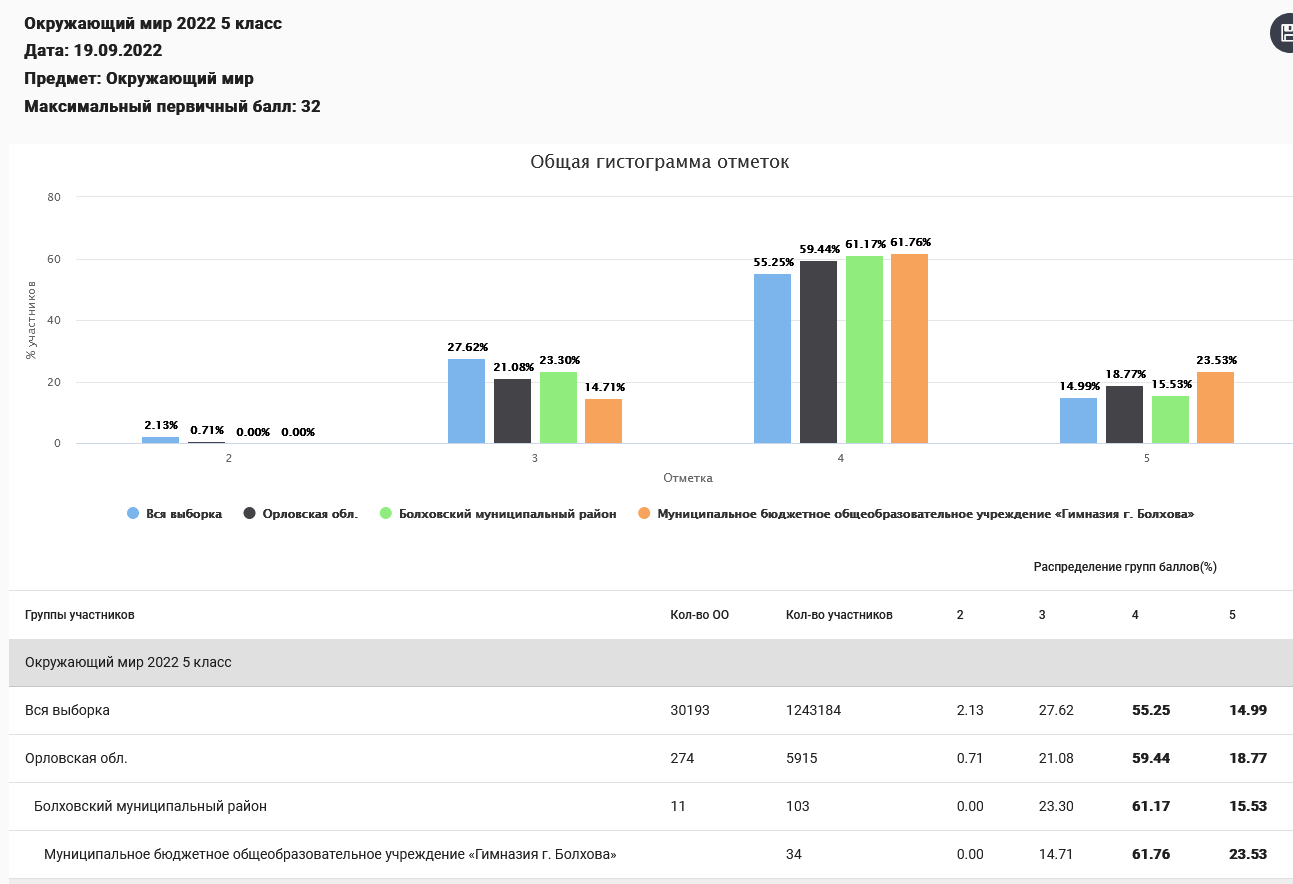 Окружающий мир 2022 5 класс
Дата: 19.09.2022
Предмет: Окружающий мир
Максимальный первичный балл: 32
Общая гистограмма отметок
% участников
80
60
40
20
0
2.13% 0.71% 0.00% 0.00%
27.62% 21.08% 23.30% 14.71%
55.25% 59.44% 61.17% 61.76%
14.99% 18.77% 15.53% 23.53%
2 3 4 5
Отметка
Вся выборка Орловская обл. Болховский муниципальный район Муниципальное бюджетное общеобразовательное учреждение «Гимназия г. Болхова»
Распределение групп баллов(%)
Группы участников Кол-во ОО Кол-во участников 2 3 4 5
Окружающий мир 2022 5 класс
Вся выборка 30193 1243184 2.13 27.62 55.25 14.99
Орловская обл. 274 5915 0.71 21.08 59.44 18.77
Болховский муниципальный район 11 103 0.00 23.30 61.17 15.53
Муниципальное бюджетное общеобразовательное учреждение «Гимназия г. Болхова» 34 0.00 14.71 61.76 23.53